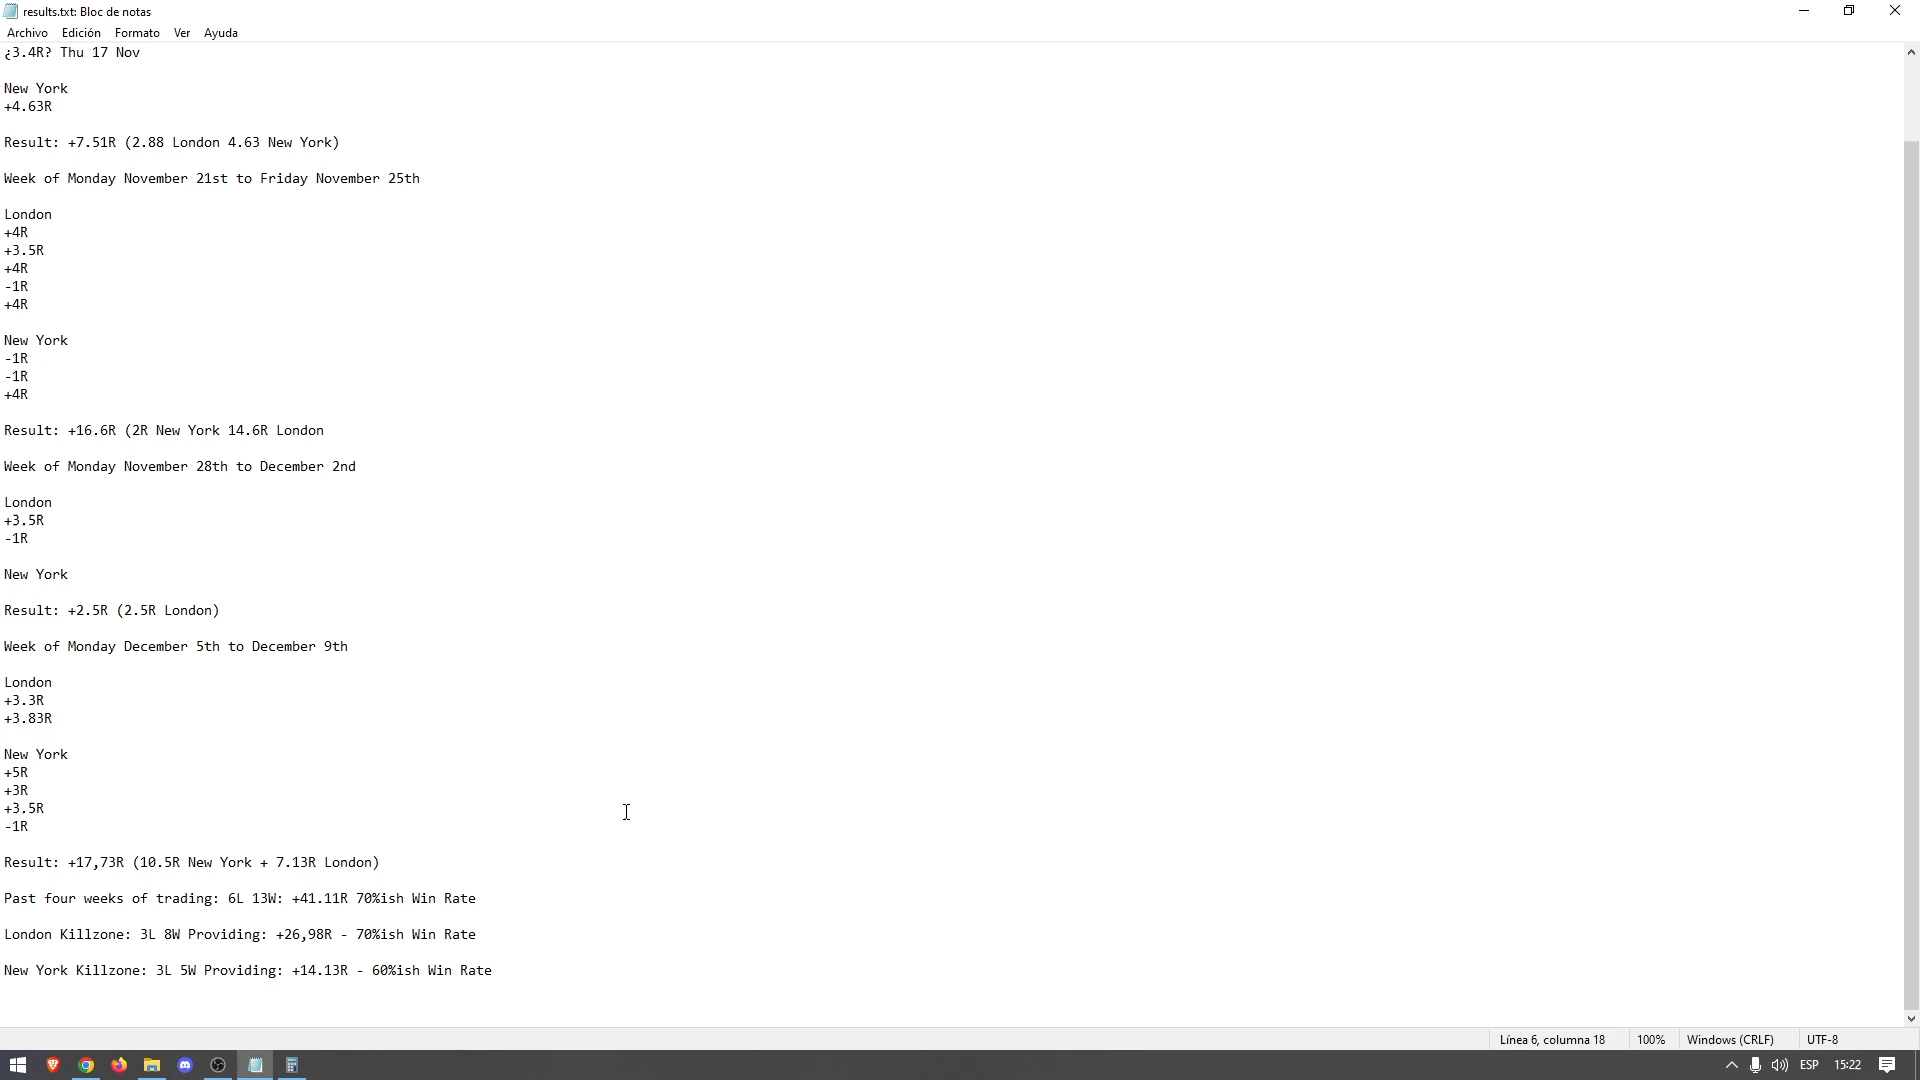 results.txt: Bloc de notas
Archivo Edición Formato Ver Ayuda
¿3.4R? Thu 17 Nov
New York
+4.63R
Result: +7.51R (2.88 London 4.63 New York)
Week of Monday November 21st to Friday November 25th
London
+4R
+3.5R
+4R
-1R
+4R
New York
-1R
-1R
+4R
Result: +16.6R (2R New York 14.6R London
Week of Monday November 28th to December 2nd
London
+3.5R
-1R
New York
Result: +2.5R (2.5R London)
Week of Monday December 5th to December 9th
London
+3.3R
+3.83R
New York
+5R
+3R
+3.5R
-1R
Result: +17,73R (10.5R New York + 7.13R London)
Past four weeks of trading: 6L 13W: +41.11R 70%ish Win Rate
London Killzone: 3L 8W Providing: +26,98R - 70%ish Win Rate
New York Killzone: 3L 5W Providing: +14.13R - 60%ish Win Rate
Línea 6, columna 18 100% Windows (CRLF) UTF-8
ESP 15:22